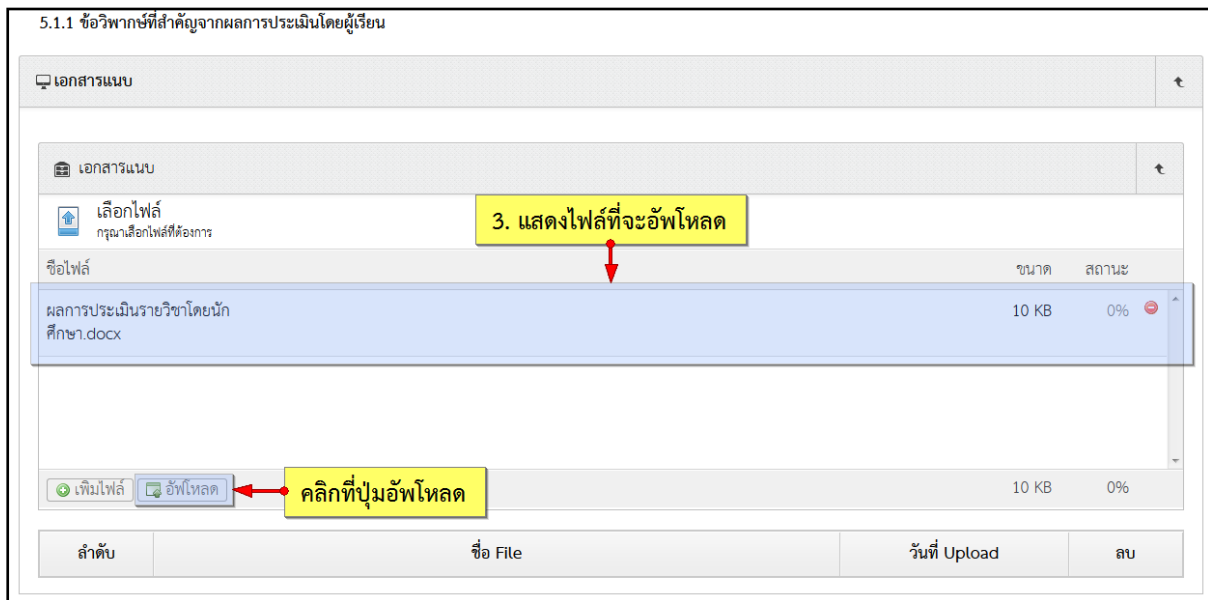 5.1.1 ข้อวิพากษ์ที่สำคัญจากผลการประเมินโดยผู้เรียน
เอกสารแนบ
เอกสารแนบ
เลือกไฟล์
กรุณาเลือกไฟล์ที่ต้องการ
3. แสดงไฟล์ที่จะอัพโหลด
ชื่อไฟล์ ขนาด สถานะ
ผลการประเมินรายวิชาโดยนัก 10 KB 0%
ศึกษา.docx
เพิ่มไฟล์ อัพโหลด คลิกที่ปุ่มอัพโหลด 10 KB 0%
ลำดับ ชื่อ File วันที่ Upload ลบ